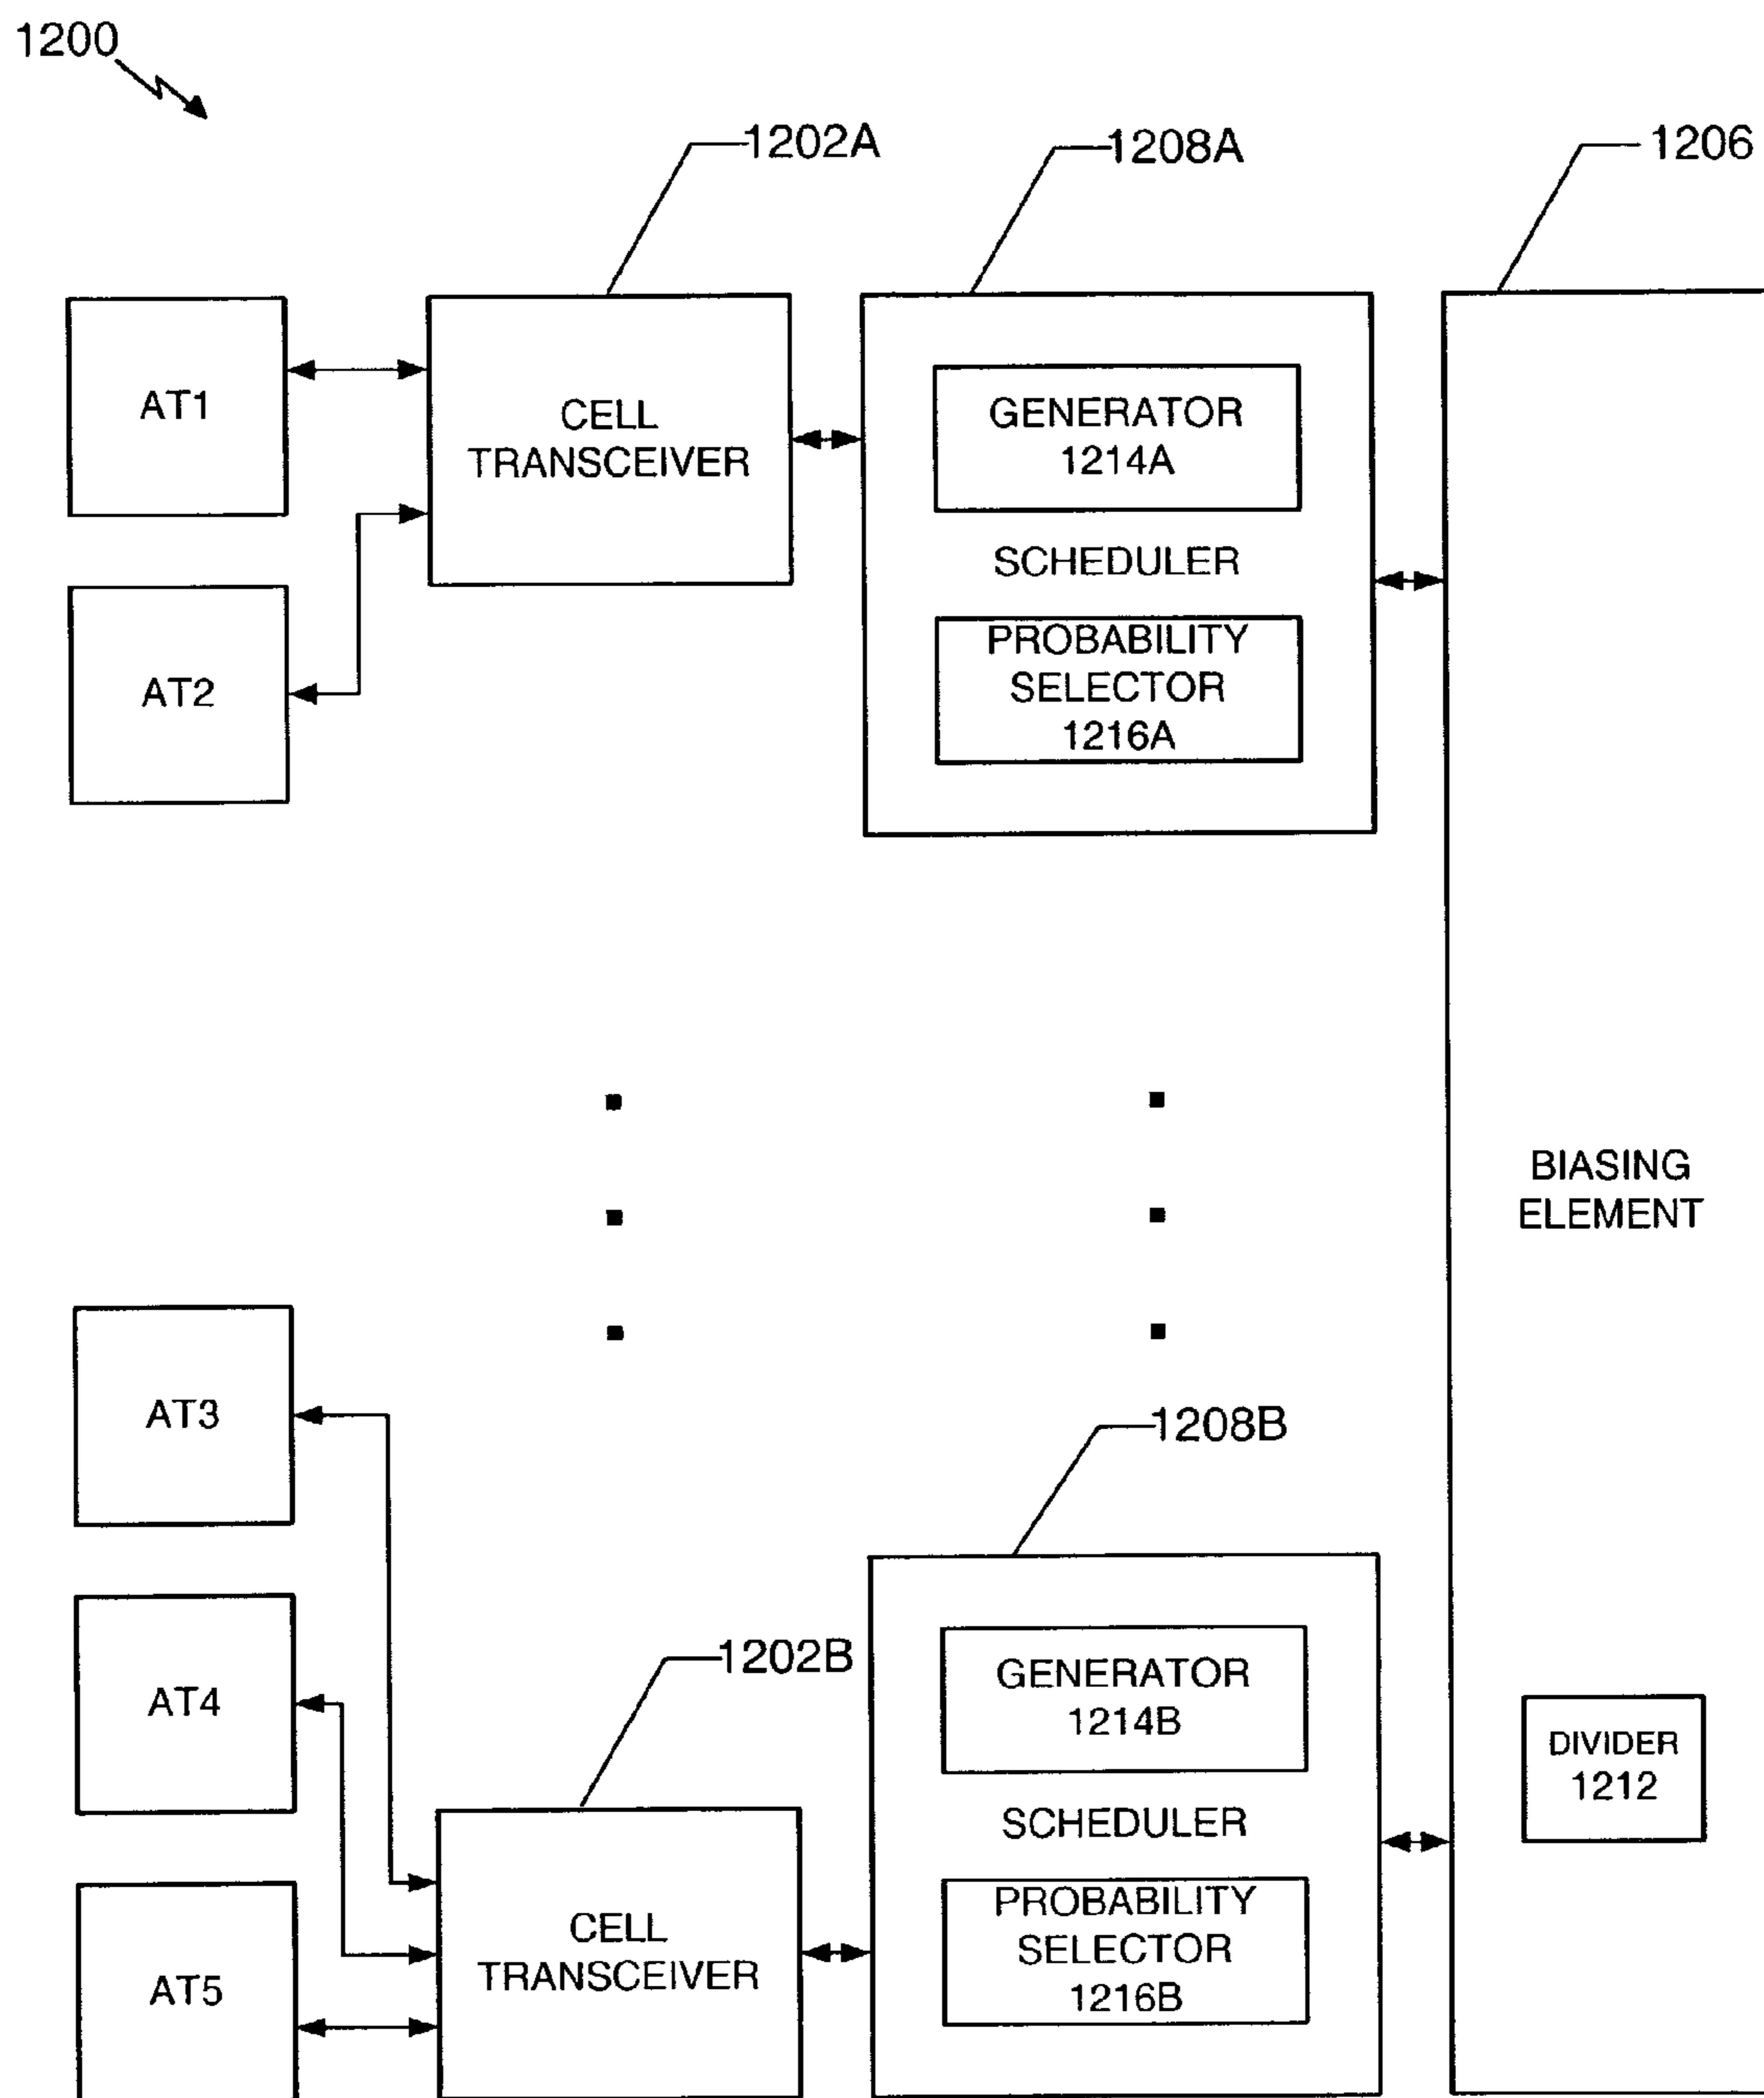 1200
1202A
1208A
1206
AT1
CELL
TRANSCEIVER
GENERATOR
1214A
SCHEDULER
PROBABILITY
SELECTOR
1216A
AT2
BIASING
ELEMENT
AT3
1208B
AT4
1202B
GENERATOR
1214B
SCHEDULER
DIVIDER
1212
PROBABILITY
SELECTOR
1216B
CELL
TRANSCEIVER
AT5